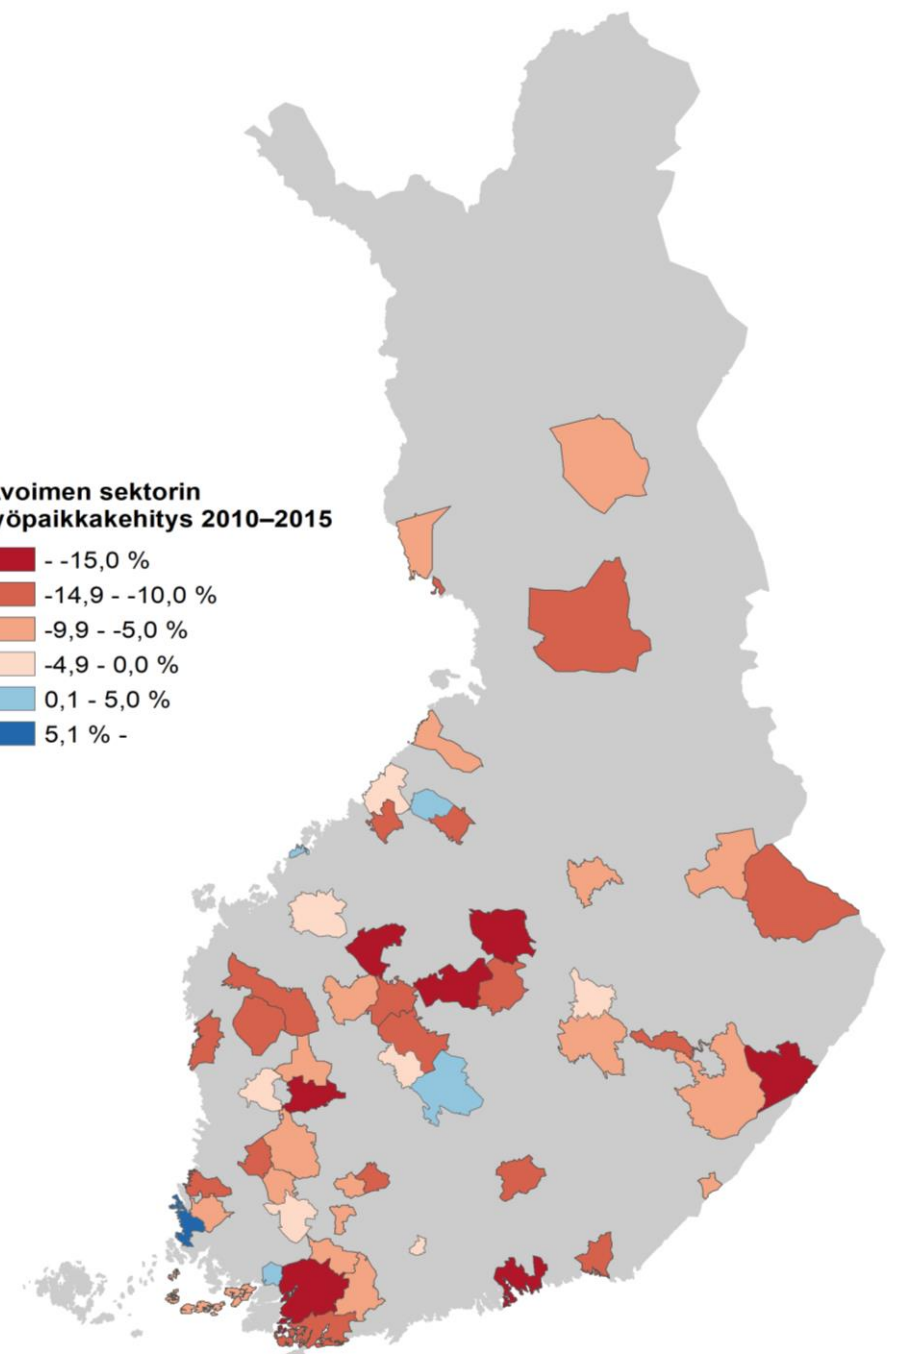 voimen sektorin
yöpaikkakehitys 2010–2015
- -15,0 %
-14,9 - -10,0 %
-9,9 - -5,0 %
-4,9 - 0,0 %
0,1 - 5,0 %
5,1 % -